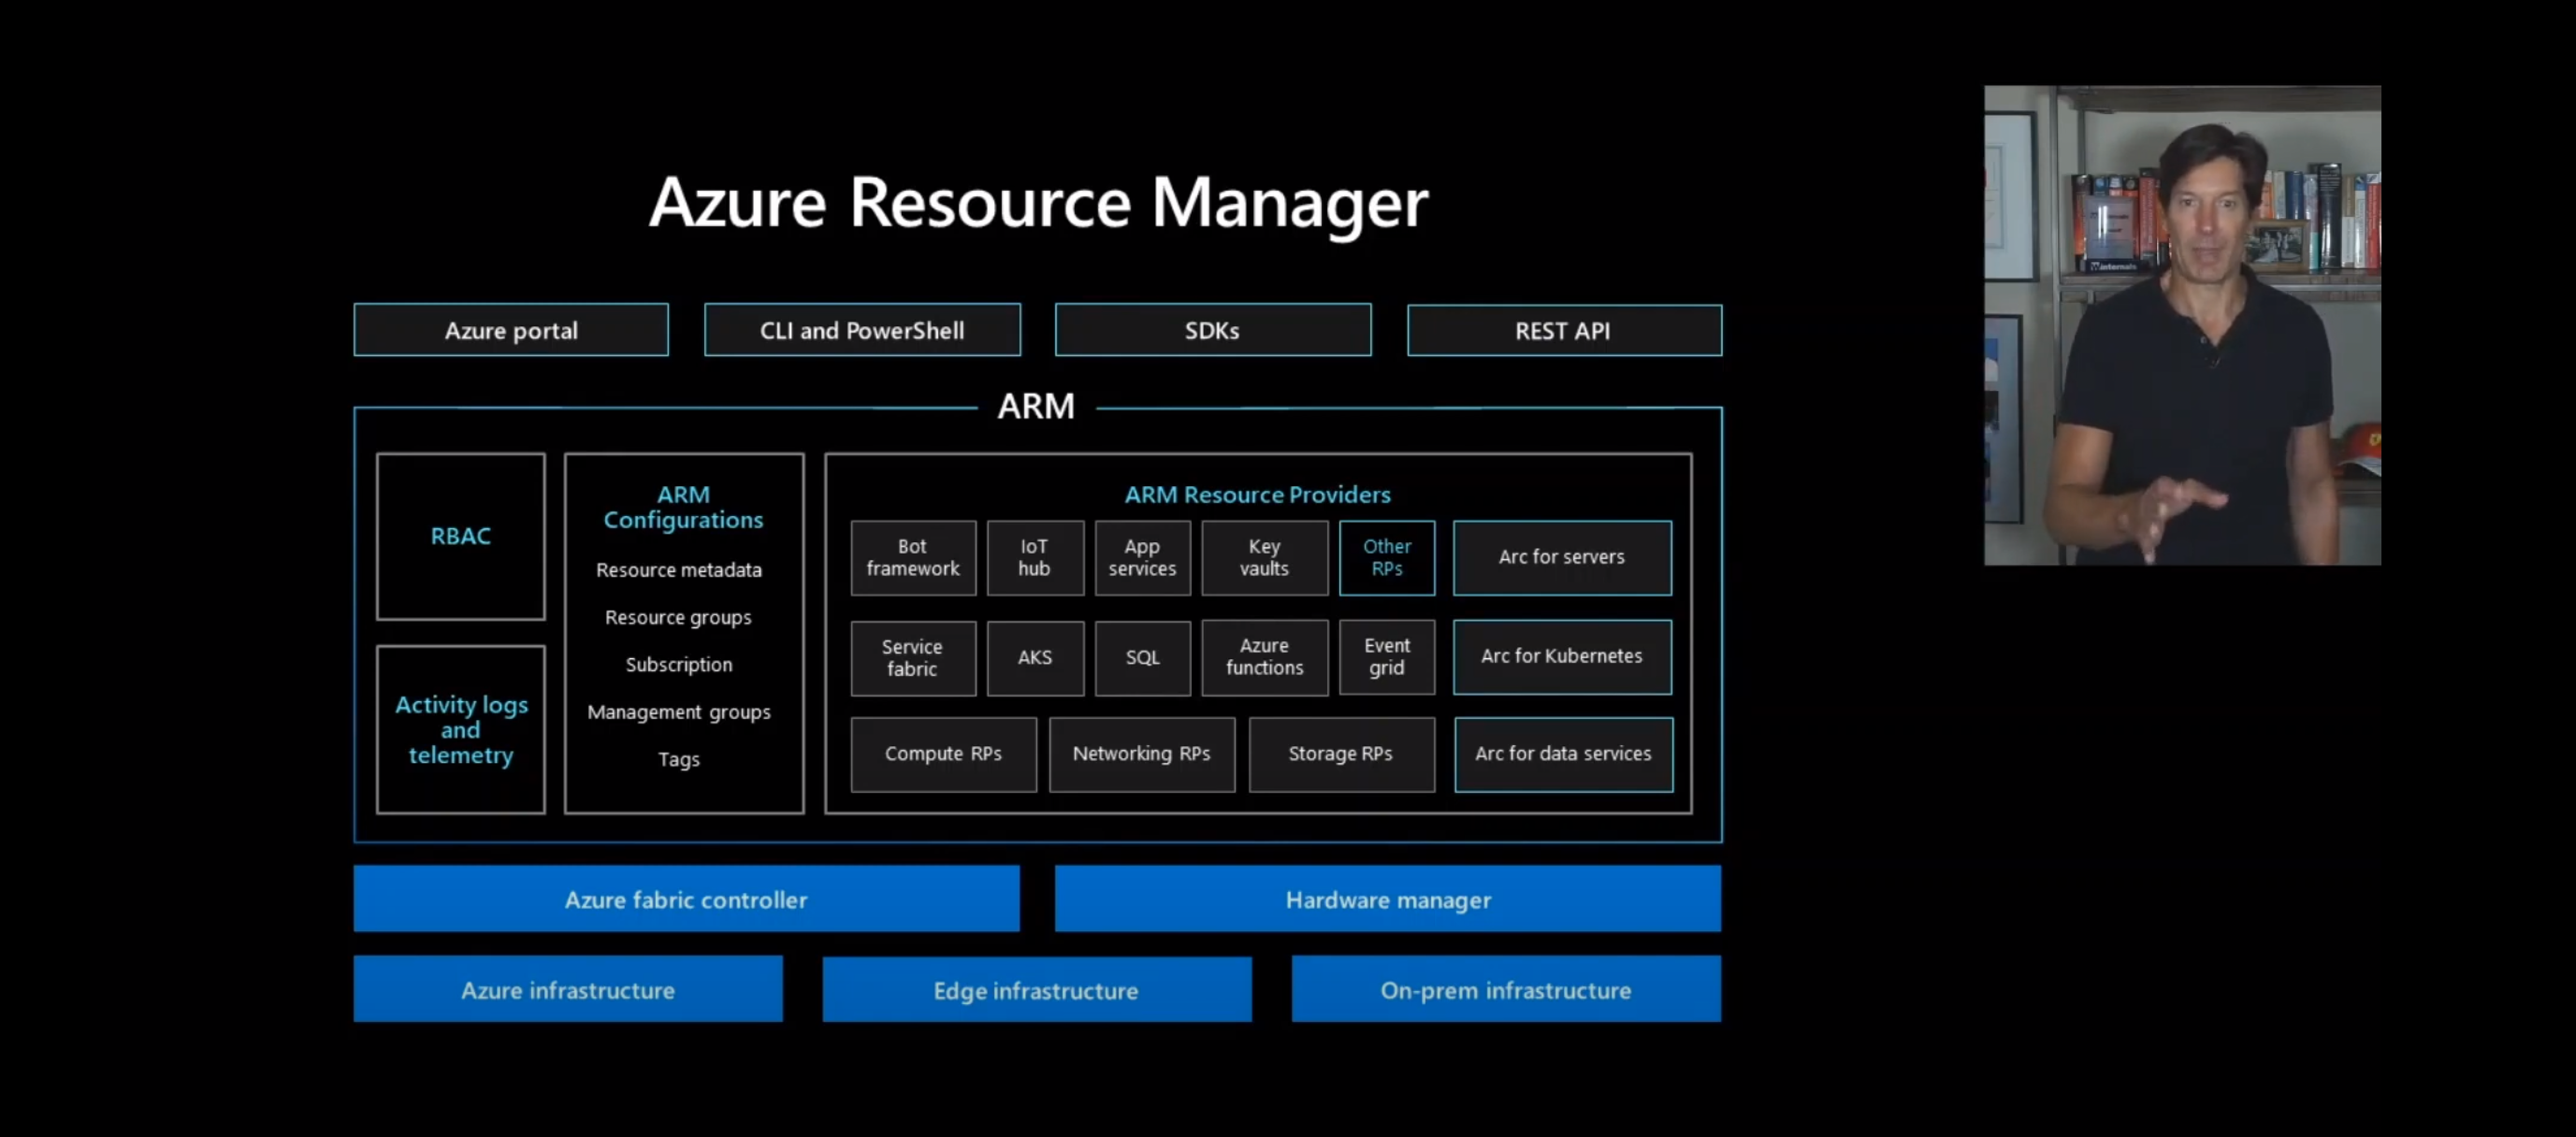 Azure Resource Manager
Azure portal
CLI and PowerShell
SDKs
REST API
ARM
RBAC
Activity logs
and
telemetry
ARM
Configurations
Resource metadata
Resource groups
Subscription
Management groups
Tags
ARM Resource Providers
Bot
framework
IoT
hub
App
services
Key
vaults
Other
RPs
Arc for servers
Service
fabric
AKS
SQL
Azure
functions
Event
grid
Arc for Kubernetes
Compute RPs
Networking RPs
Storage RPs
Arc for data services
Azure fabric controller
Hardware manager
Azure infrastructure
Edge infrastructure
On-prem infrastructure